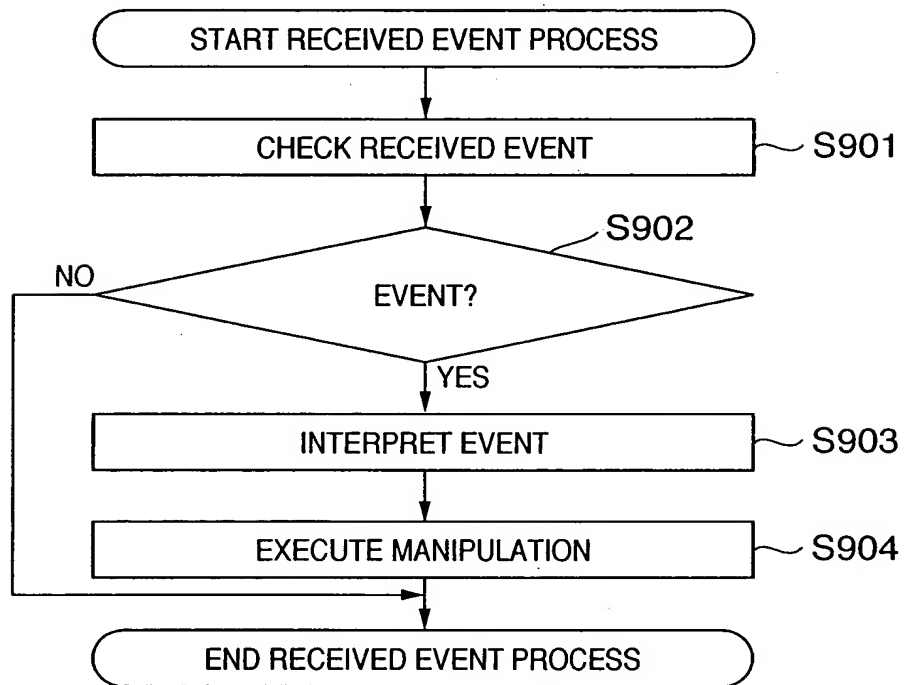 START RECEIVED EVENT PROCESS
CHECK RECEIVED EVENT
S901
S902
NO
EVENT?
YES
INTERPRET EVENT
S903
EXECUTE MANIPULATION
S904
END RECEIVED EVENT PROCESS